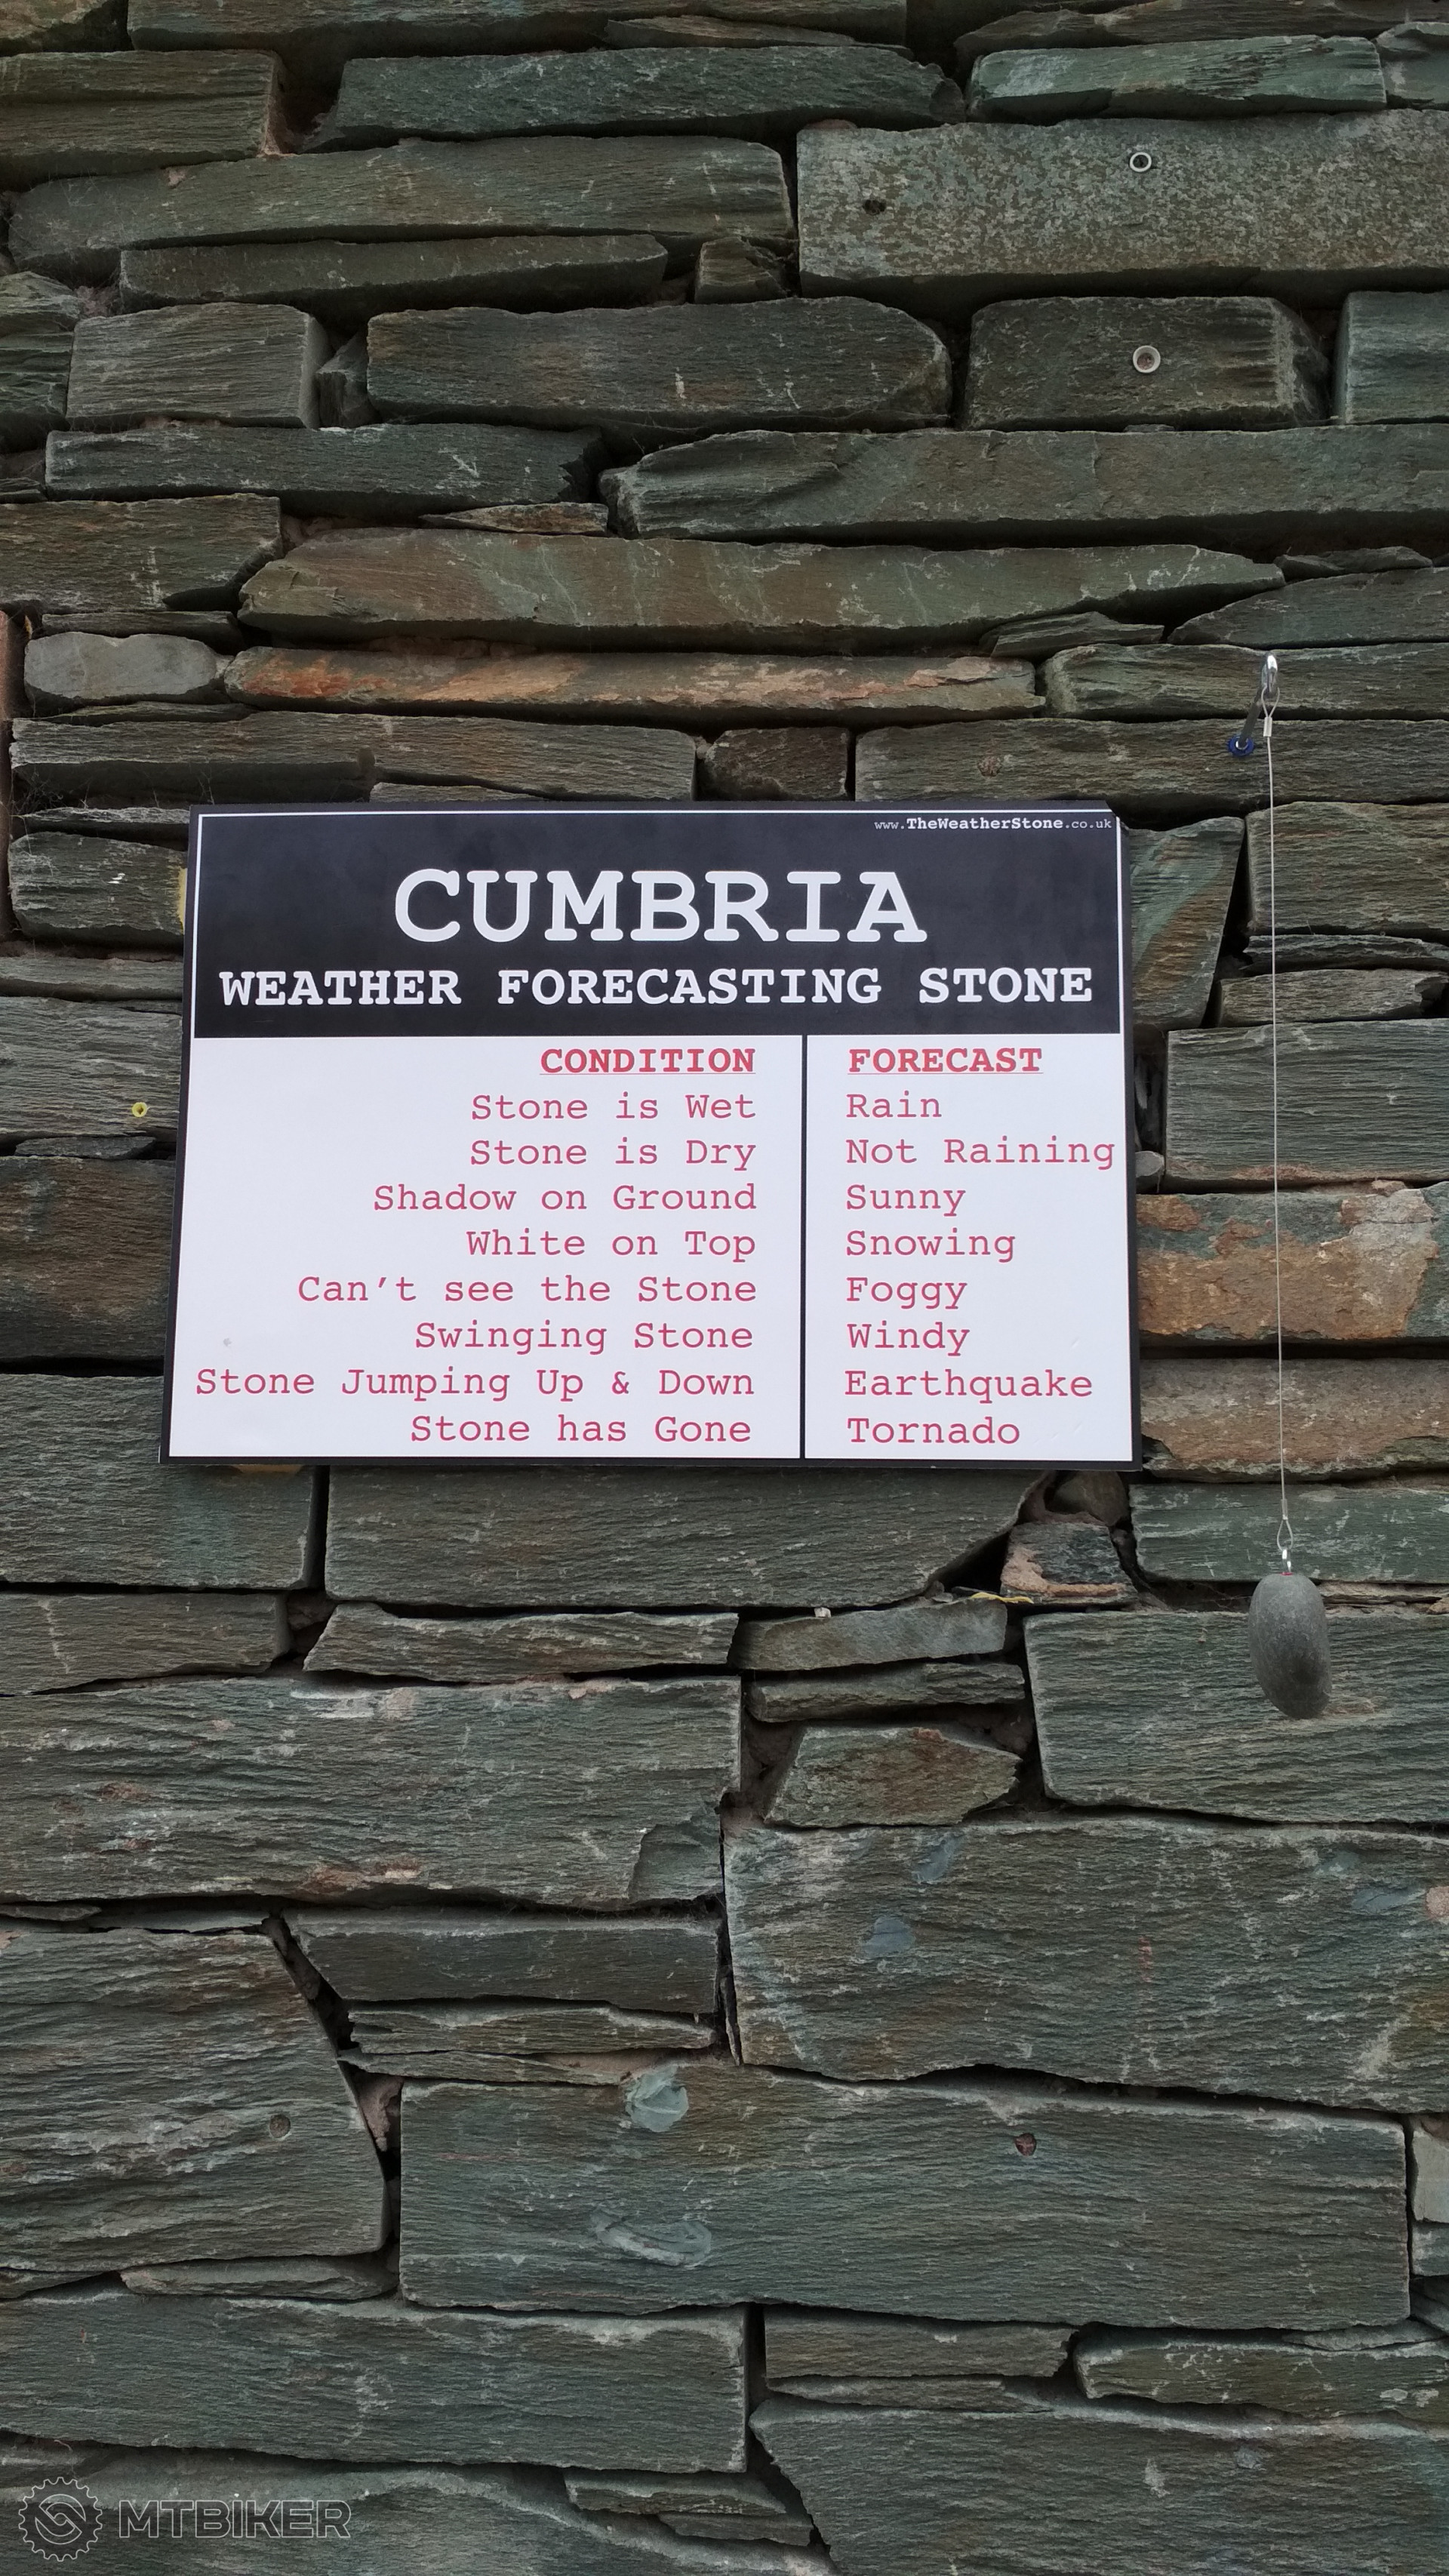 www.TheWeatherStone.co.uk
CUMBRIA
WEATHER FORECASTING STONE
CONDITION FORECAST
Stone is Wet Rain
Stone is Dry Not Raining
Shadow on Ground Sunny
White on Top Snowing
Can’t see the Stone Foggy
Swinging Stone Windy
Stone Jumping Up & Down Earthquake
Stone has Gone Tornado
MTBIKER